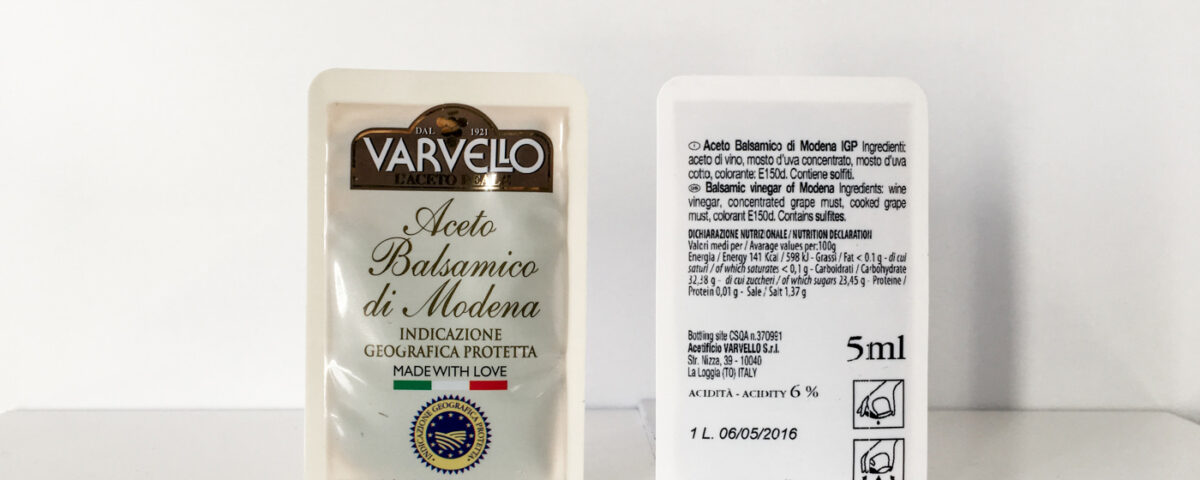 DAL 1921
VARVELLO
L'ACETO REALE
Aceto
Balsamico
di Modena
INDICAZIONE
GEOGRAFICA PROTETTA
MADE WITH LOVE
INDICAZIONE GEOGRAFICA PROTETTA
I Aceto Balsamico di Modena IGP Ingredienti:
aceto di vino, mosto d'uva concentrato, mosto d'uva
cotto, colorante: E150d. Contiene solfiti.
GB Balsamic vinegar of Modena Ingredients: wine
vinegar, concentrated grape must, cooked grape
must, colorant E150d. Contains sulfites.
DICHIARAZIONE NUTRIZIONALE / NUTRITION DECLARATION
Valori medi per / Avarage values per:100g
Energia / Energy 141 Kcal / 598 kJ - Grassi / Fat < 0.1 g - di cui
saturi / of which saturates < 0,1 g - Carboidrati / Carbohydrate
32,38 g - di cui zuccheri / of which sugars 23,45 g - Proteine /
Protein 0,01 g - Sale / Salt 1,37 g
Bottling site CSQA n.370991
Acetificio VARVELLO S.r.l.
Str. Nizza, 39 - 10040
La Loggia (TO) ITALY
5ml
ACIDITÀ - ACIDITY 6 %
1 L. 06/05/2016